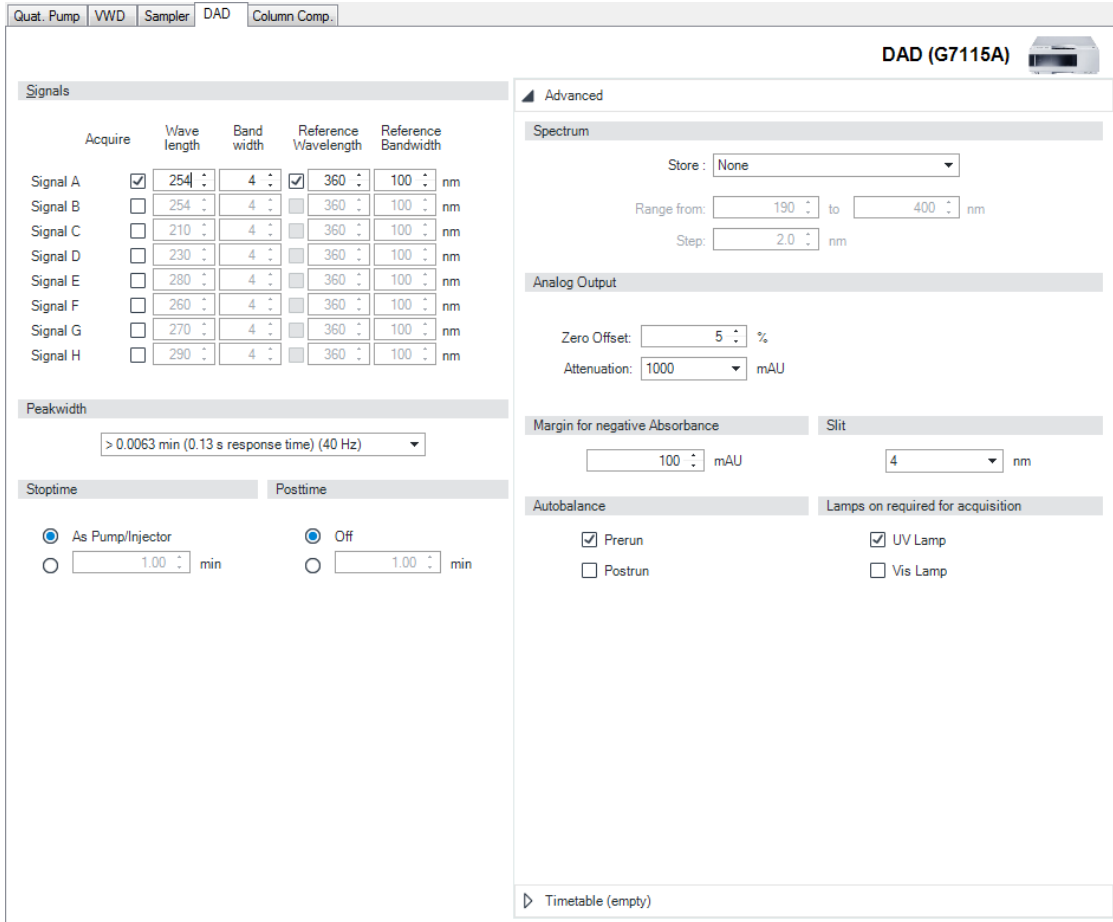 Quat. Pump VWD Sampler DAD Column Comp.
DAD (G7115A)
Signals
Acquire Wave length Band width Reference Wavelength Reference Bandwidth
Signal A 254 4 360 100 nm
Signal B 254 4 360 100 nm
Signal C 210 4 360 100 nm
Signal D 230 4 360 100 nm
Signal E 280 4 360 100 nm
Signal F 260 4 360 100 nm
Signal G 270 4 360 100 nm
Signal H 290 4 360 100 nm
Peakwidth
> 0.0063 min (0.13 s response time) (40 Hz)
Stoptime Posttime
As Pump/Injector Off
1.00 min 1.00 min
Advanced
Spectrum
Store : None
Range from: 190 to 400 nm
Step: 2.0 nm
Analog Output
Zero Offset: 5 %
Attenuation: 1000 mAU
Margin for negative Absorbance Slit
100 mAU 4 nm
Autobalance Lamps on required for acquisition
Prerun UV Lamp
Postrun Vis Lamp
Timetable (empty)